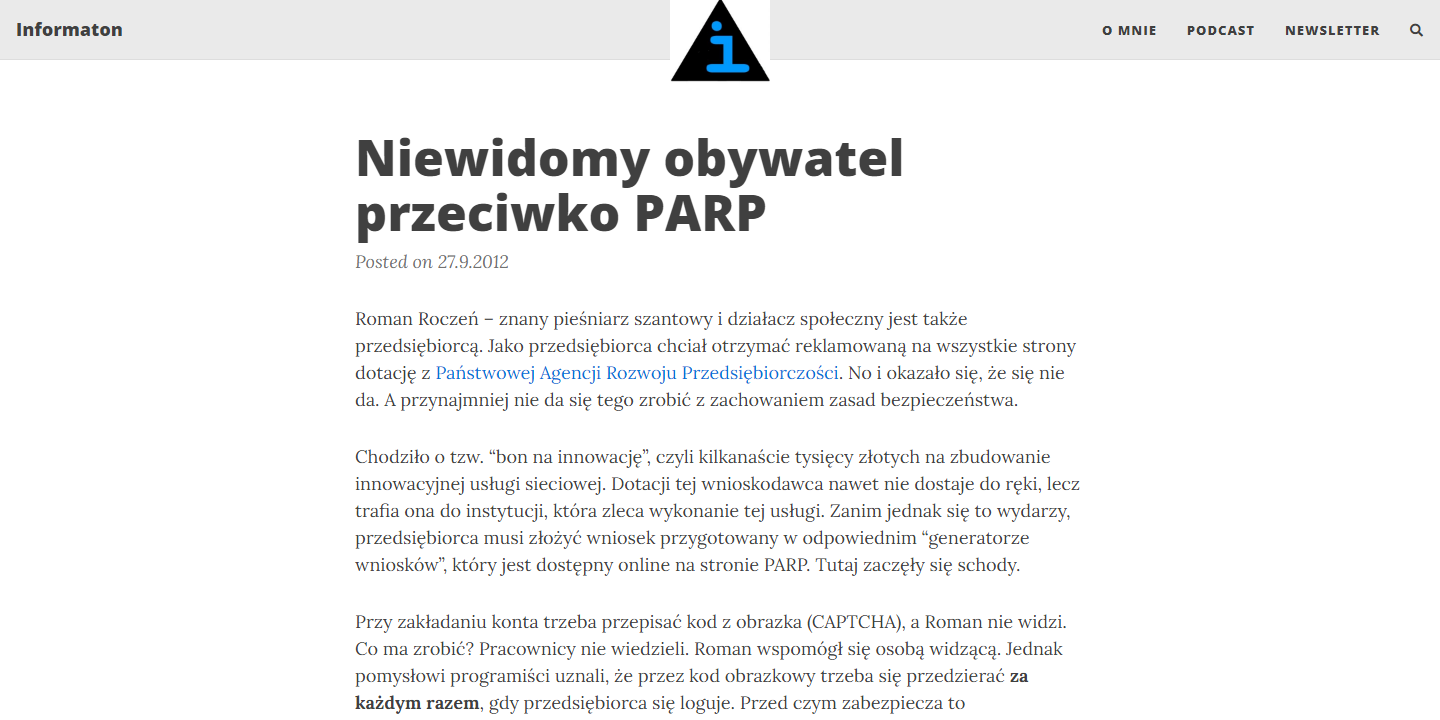 Informaton
i
O MNIE
PODCAST
NEWSLETTER
Niewidomy obywatel
przeciwko PARP
Posted on 27.9.2012
Roman Roczeń – znany pieśniarz szantowy i działacz społeczny jest także
przedsiębiorcą. Jako przedsiębiorca chciał otrzymać reklamowaną na wszystkie strony
dotację z Państwowej Agencji Rozwoju Przedsiębiorczości. No i okazało się, że się nie
da. A przynajmniej nie da się tego zrobić z zachowaniem zasad bezpieczeństwa.
Chodziło o tzw. “bon na innowację”, czyli kilkanaście tysięcy złotych na zbudowanie
innowacyjnej usługi sieciowej. Dotacji tej wnioskodawca nawet nie dostaje do ręki, lecz
trafia ona do instytucji, która zleca wykonanie tej usługi. Zanim jednak się to wydarzy,
przedsiębiorca musi złożyć wniosek przygotowany w odpowiednim “generatorze
wniosków”, który jest dostępny online na stronie PARP. Tutaj zaczęły się schody.
Przy zakładaniu konta trzeba przepisać kod z obrazka (CAPTCHA), a Roman nie widzi.
Co ma zrobić? Pracownicy nie wiedzieli. Roman wspomógł się osobą widzącą. Jednak
pomysłowi programiści uznali, że przez kod obrazkowy trzeba się przedzierać za
każdym razem, gdy przedsiębiorca się loguje. Przed czym zabezpiecza to